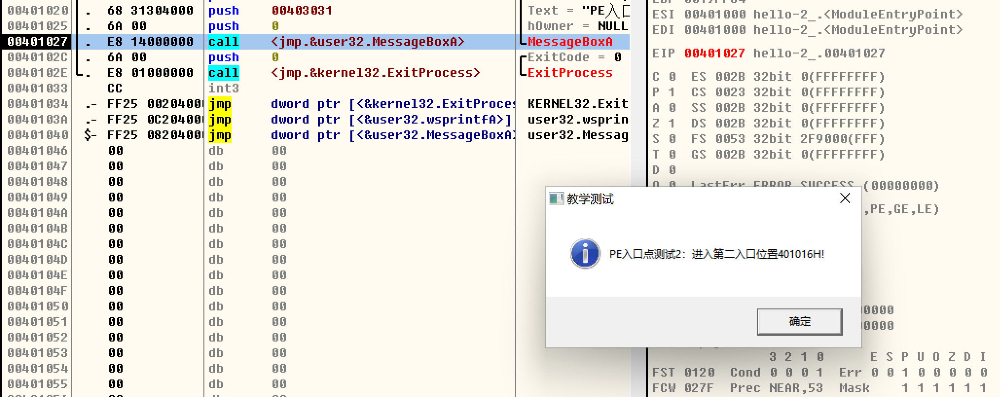 00401020 . 68 31304000 push 00403031 Text = "PE入口
00401025 . 6A 00 push 0 hOwner = NULL
00401027 . E8 14000000 call <jmp.&user32.MessageBoxA> MessageBoxA
0040102C . 6A 00 push 0 ExitCode = 0
0040102E . E8 01000000 call <jmp.&kernel32.ExitProcess> ExitProcess
00401033 CC int3
00401034 .- FF25 00204000 jmp dword ptr [<&kernel32.ExitProces KERNEL32.Exit
0040103A .- FF25 0C204000 jmp dword ptr [<&user32.wsprintfA>] user32.wsprin
00401040 $- FF25 08204000 jmp dword ptr [<&user32.MessageBoxA> user32.Messag
00401046 00 db 00
00401047 00 db 00
00401048 00 db 00
00401049 00 db 00
0040104A 00 db 00
0040104B 00 db 00
0040104C 00 db 00
0040104D 00 db 00
0040104E 00 db 00
0040104F 00 db 00
00401050 00 db 00
00401051 00 db 00
00401052 00 db 00
00401053 00 db 00
00401054 00 db 00
00401055 00 db 00
00 db 00
ESI 00401000 hello-2_.<ModuleEntryPoint>
EDI 00401000 hello-2_.<ModuleEntryPoint>
EIP 00401027 hello-2_.00401027
C 0 ES 002B 32bit 0(FFFFFFFF)
P 1 CS 0023 32bit 0(FFFFFFFF)
A 0 SS 002B 32bit 0(FFFFFFFF)
Z 1 DS 002B 32bit 0(FFFFFFFF)
S 0 FS 0053 32bit 2F9000(FFF)
T 0 GS 002B 32bit 0(FFFFFFFF)
D 0
O 0 LastErr ERROR_SUCCESS (00000000)
,PE,GE,LE)
教学测试
PE入口点测试2：进入第二入口位置401016H!
确定
0000
0000
3 2 1 0 E S P U O Z D I
FST 0120 Cond 0 0 0 1 Err 0 0 1 0 0 0 0 0
FCW 027F Prec NEAR,53 Mask 1 1 1 1 1 1